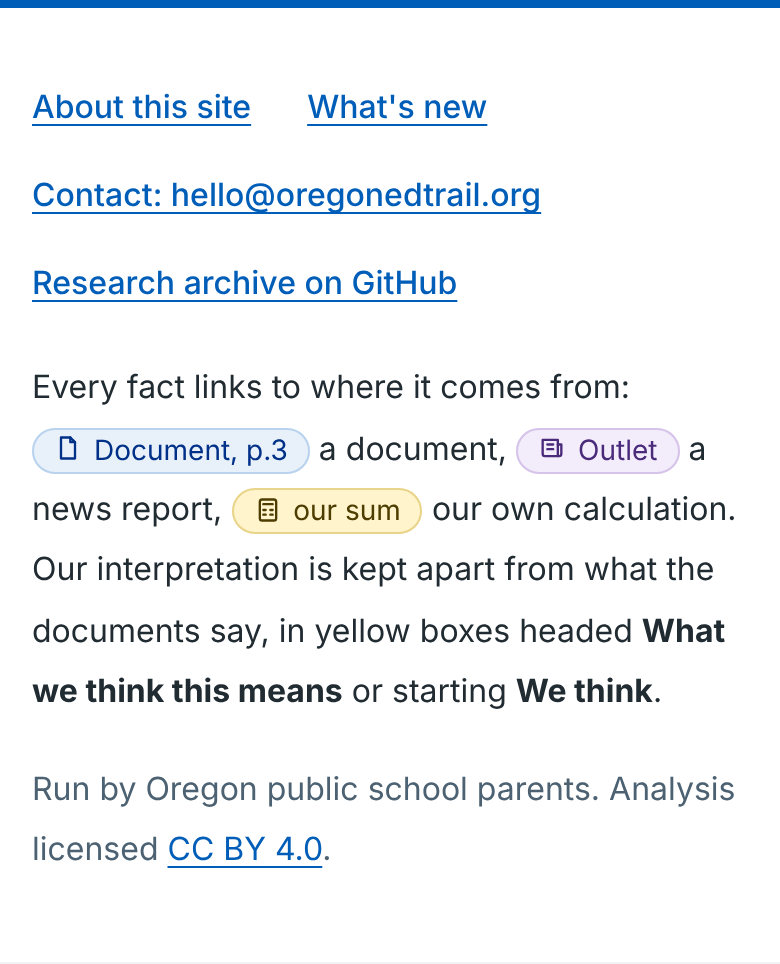 About this site What's new
Contact: hello@oregonedtrail.org
Research archive on GitHub
Every fact links to where it comes from:
Document, p.3 a document, Outlet a
news report, our sum our own calculation.
Our interpretation is kept apart from what the
documents say, in yellow boxes headed What
we think this means or starting We think.
Run by Oregon public school parents. Analysis
licensed CC BY 4.0.